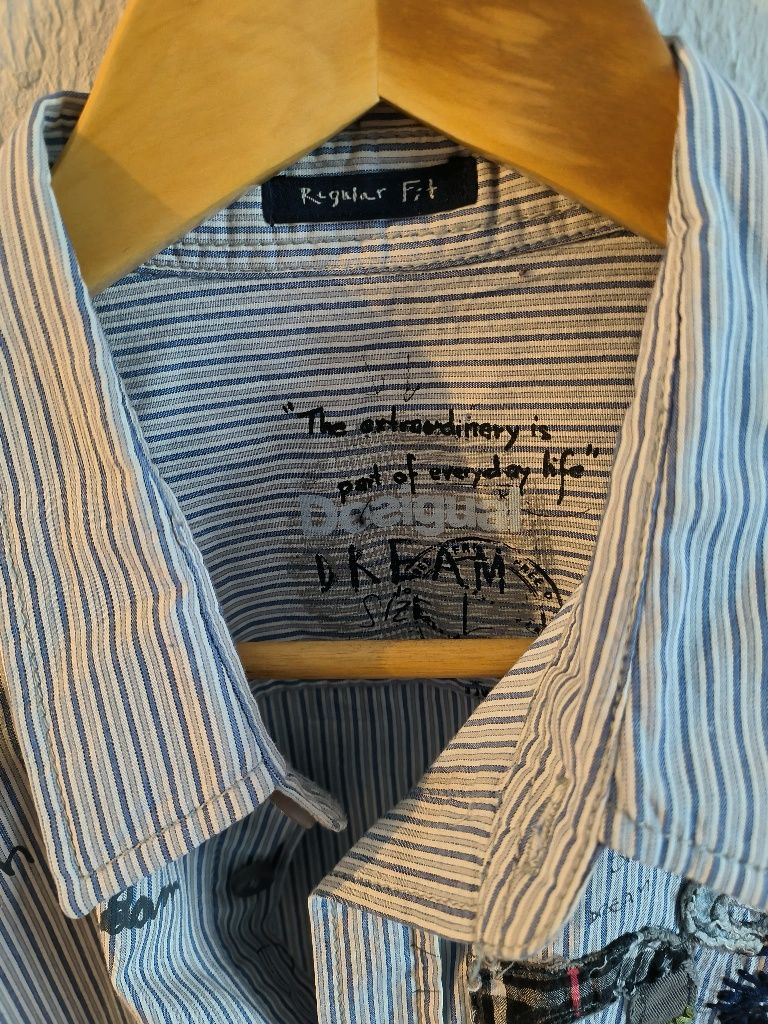 Regular Fit
"The extraordinary is
part of everyday life"
Desigual
DREAM
SIZE L